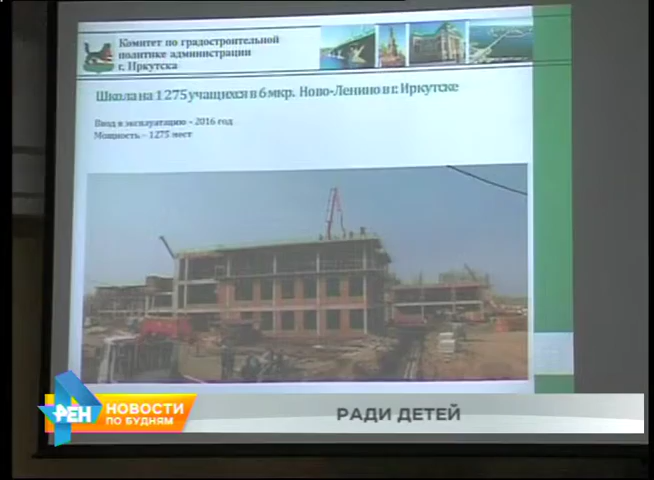 Комитет по градостроительной
политике администрации
г. Иркутска
Школа на 1 275 учащихся в 6 мкр. Ново-Ленино в г. Иркутске
Ввод в эксплуатацию – 2016 год
Мощность – 1275 мест
РЕН
НОВОСТИ
ПО БУДНЯМ
РАДИ ДЕТЕЙ